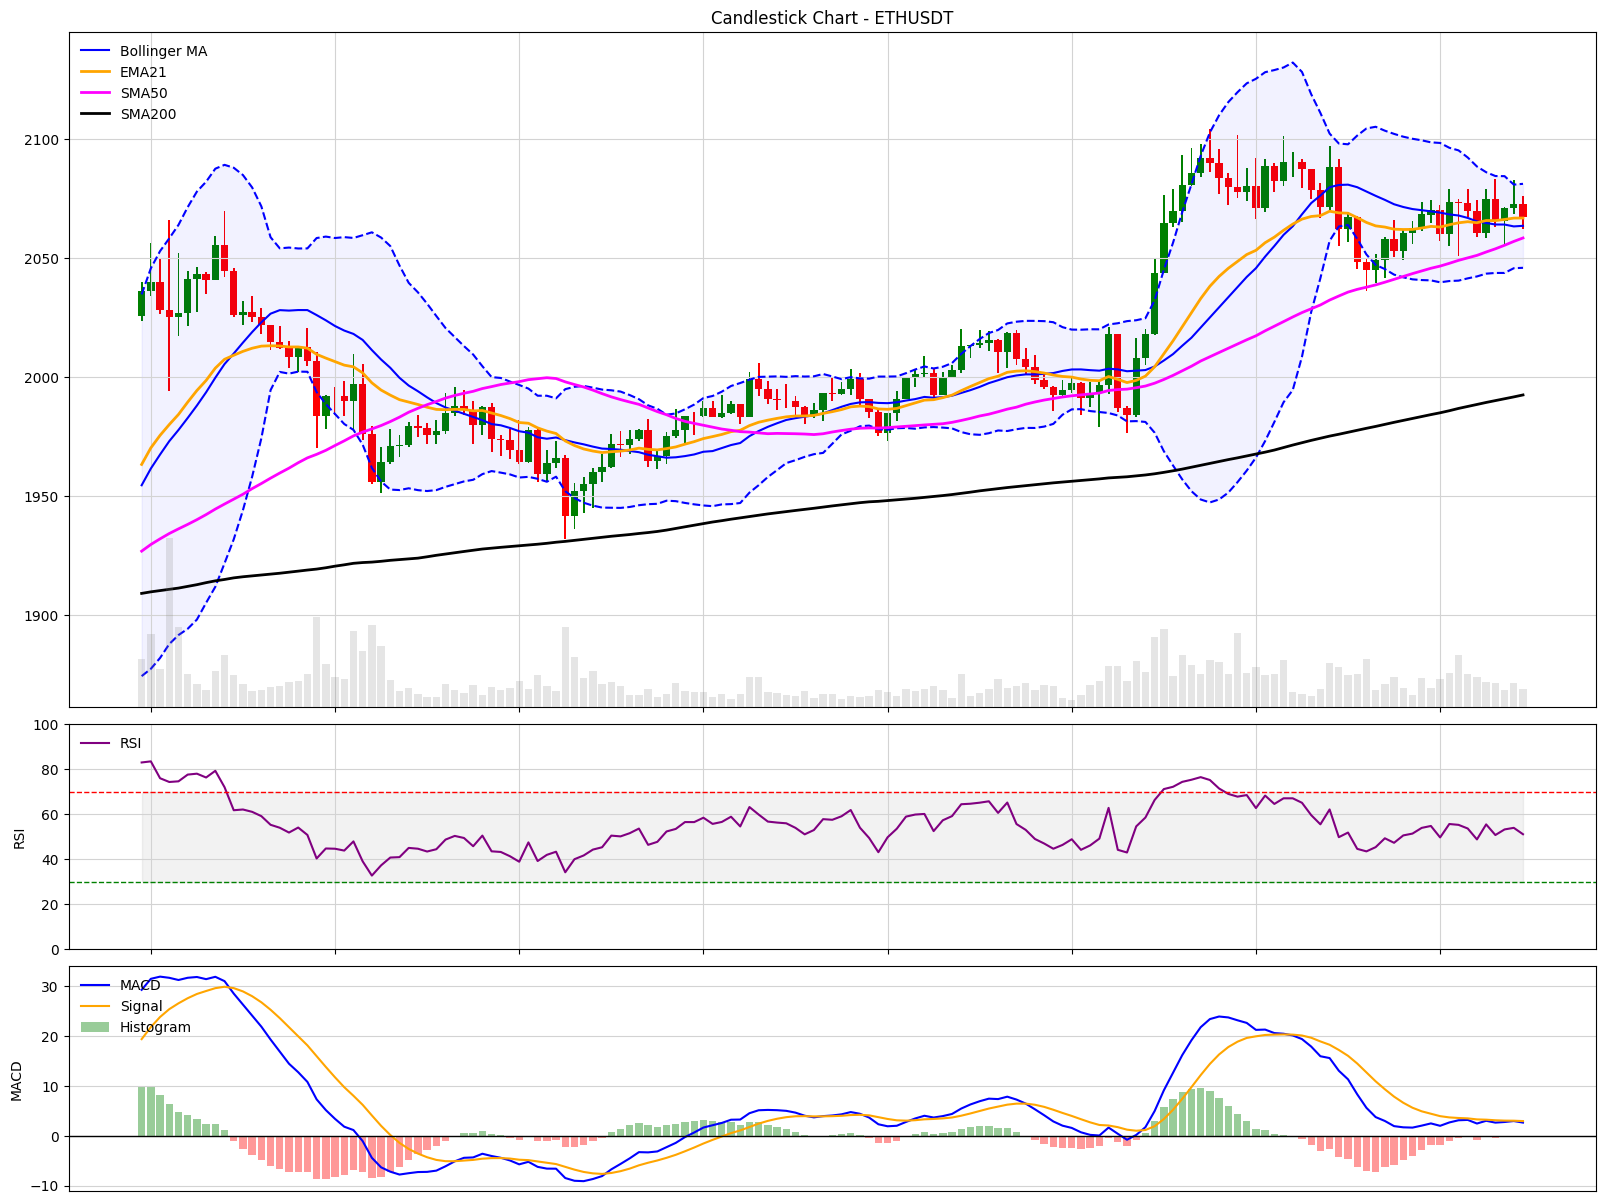 Candlestick Chart - ETHUSDT
Bollinger MA
EMA21
SMA50
SMA200
2100
2050
2000
1950
1900
RSI
100
80
60
40
20
0
RSI
MACD
Signal
Histogram
30
20
10
0
−10
MACD